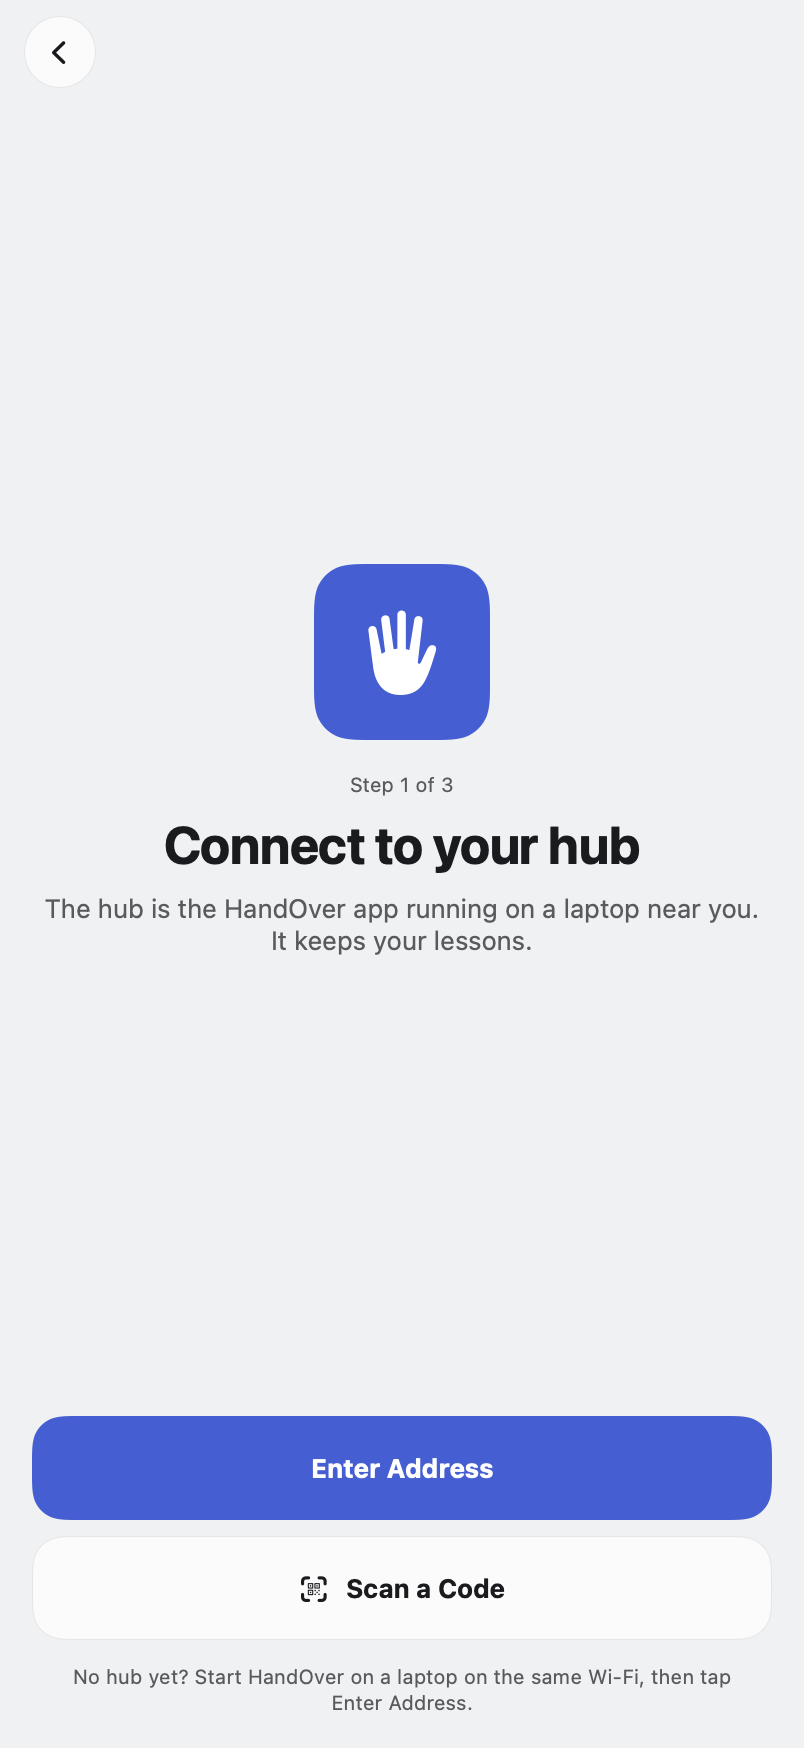 Step 1 of 3
Connect to your hub
The hub is the HandOver app running on a laptop near you.
It keeps your lessons.
Enter Address
Scan a Code
No hub yet? Start HandOver on a laptop on the same Wi-Fi, then tap
Enter Address.